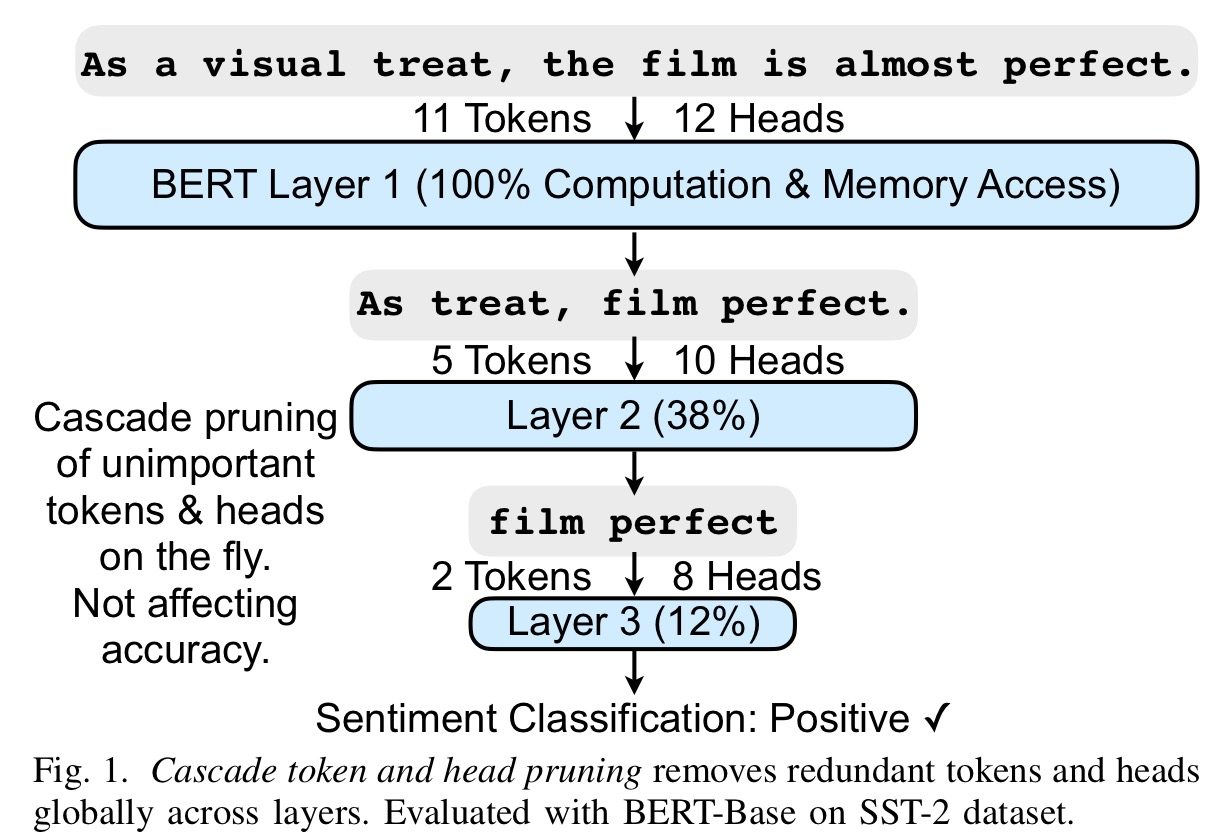 As a visual treat, the film is almost perfect.
11 Tokens 12 Heads
BERT Layer 1 (100% Computation & Memory Access)
As treat, film perfect.
5 Tokens 10 Heads
Layer 2 (38%)
film perfect
2 Tokens 8 Heads
Layer 3 (12%)
Cascade pruning
of unimportant
tokens & heads
on the fly.
Not affecting
accuracy.
Sentiment Classification: Positive ✓
Fig. 1. Cascade token and head pruning removes redundant tokens and heads
globally across layers. Evaluated with BERT-Base on SST-2 dataset.